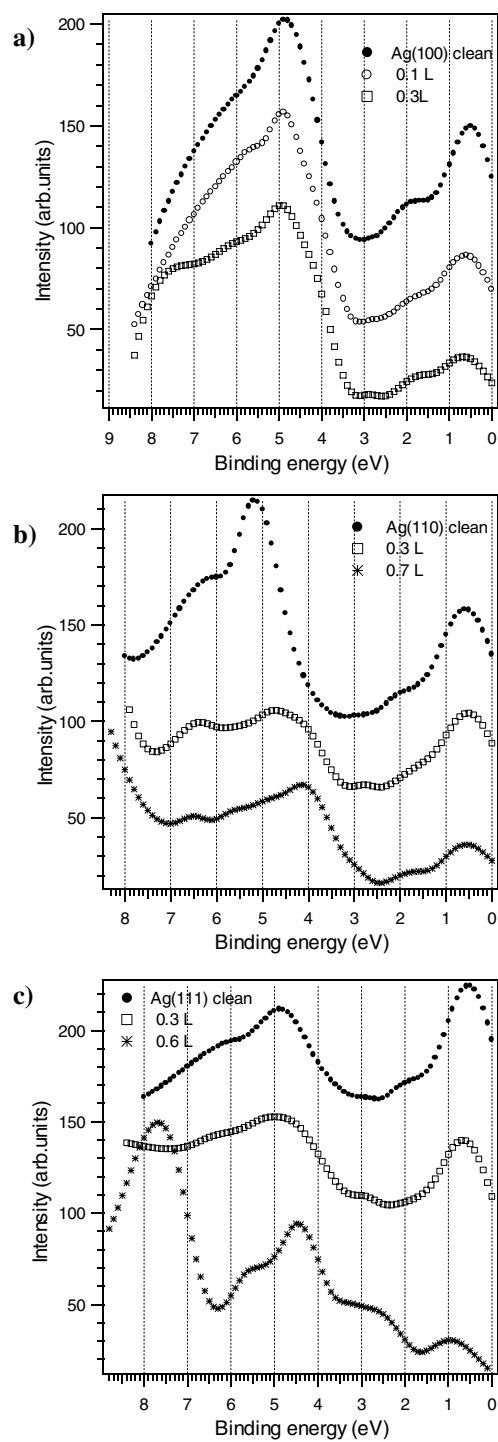 a)
200
150
100
50
Intensity (arb.units)
Ag(100) clean
0.1 L
0.3L
9 8 7 6 5 4 3 2 1 0
Binding energy (eV)
b)
200
150
100
50
Intensity (arb.units)
Ag(110) clean
0.3 L
0.7 L
8 7 6 5 4 3 2 1 0
Binding energy (eV)
c)
200
150
100
50
Intensity (arb.units)
Ag(111) clean
0.3 L
0.6 L
8 7 6 5 4 3 2 1 0
Binding energy (eV)